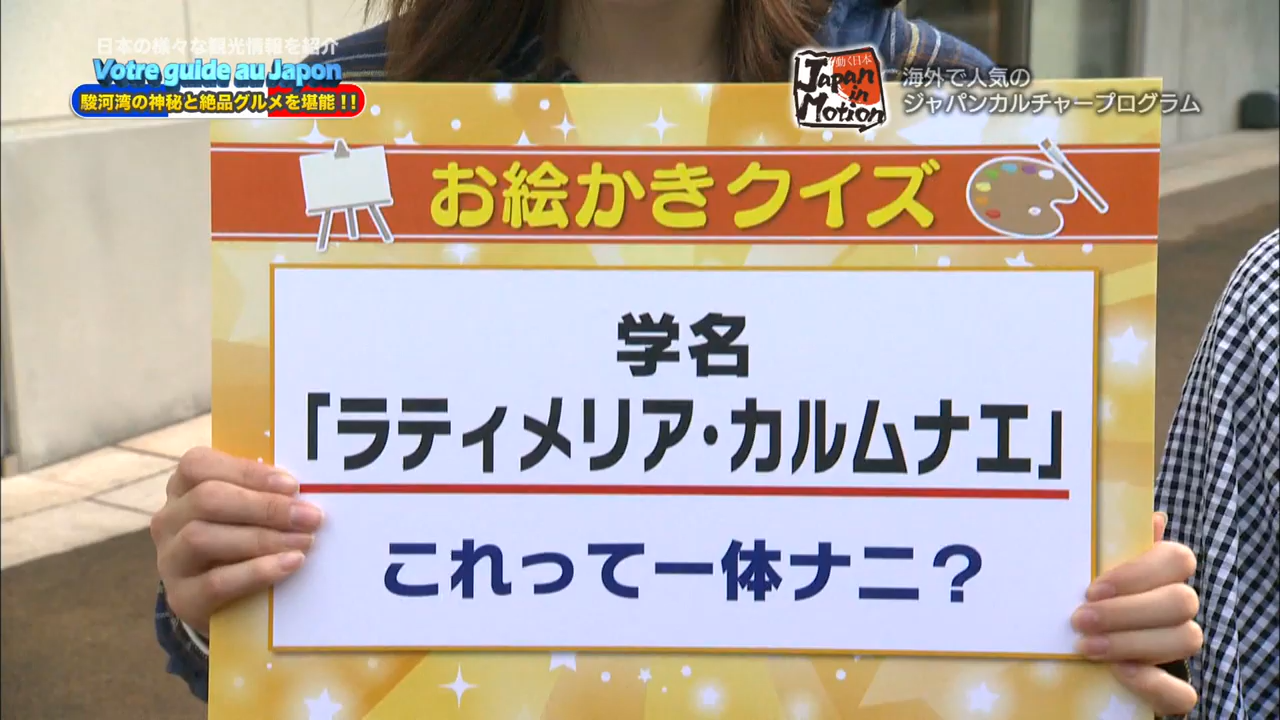 日本の様々な観光情報を紹介
Votre guide au Japon
駿河湾の神秘と絶品グルメを堪能！！
動く日本
Japan
in
Motion
海外で人気の
ジャパンカルチャープログラム
お絵かきクイズ
学名
「ラティメリア・カルムナエ」
これって一体ナニ？